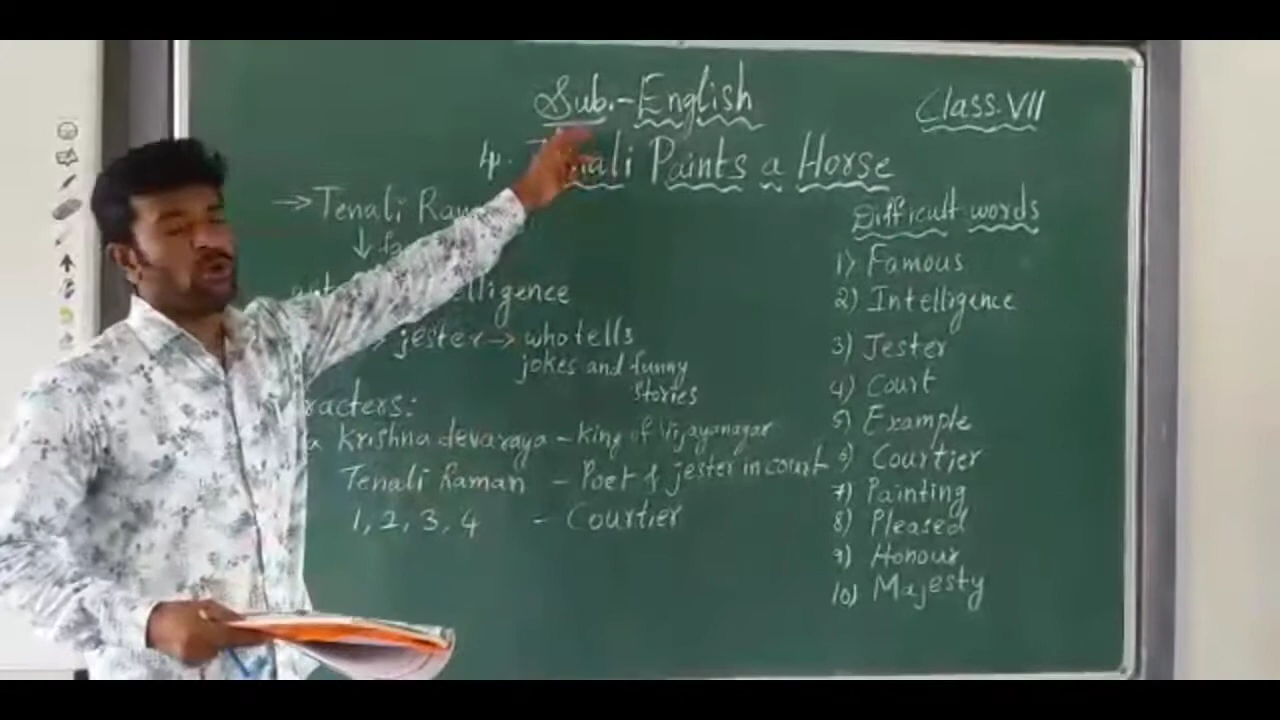 Sub.- English
Class. VII
4. Tenali Paints a Horse
→ Tenali Raman
↓
intelligence
jester → who tells
jokes and funny
stories
Krishna devaraya - King of Vijayanagar
Tenali Raman - Poet & jester in court
1, 2, 3, 4 - Courtier
Difficult words
1) Famous
2) Intelligence
3) Jester
4) Court
5) Example
6) Courtier
7) Painting
8) Pleased
9) Honour
10) Majesty